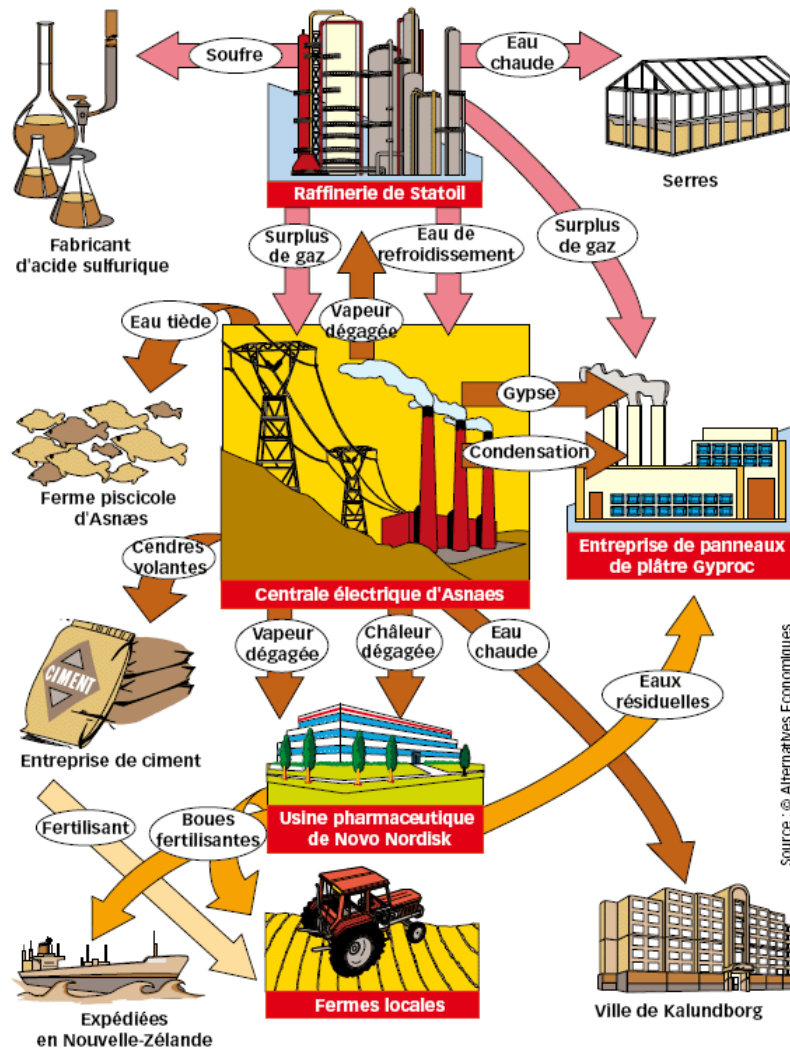 Soufre
Eau
chaude
Raffinerie de Statoil
Serres
Fabricant
d'acide sulfurique
Surplus
de gaz
Eau de
refroidissement
Surplus
de gaz
Vapeur
dégagée
Eau tiède
Gypse
Condensation
Ferme piscicole
d'Asnæs
Cendres
volantes
Centrale électrique d'Asnaes
Entreprise de panneaux
de plâtre Gyproc
Vapeur
dégagée
Châleur
dégagée
Eau
chaude
CIMENT
Eaux
résiduelles
Entreprise de ciment
Fertilisant
Boues
fertilisantes
Usine pharmaceutique
de Novo Nordisk
Source : © Alternatives Economiques
Fermes locales
Ville de Kalundborg
Expédiées
en Nouvelle-Zélande